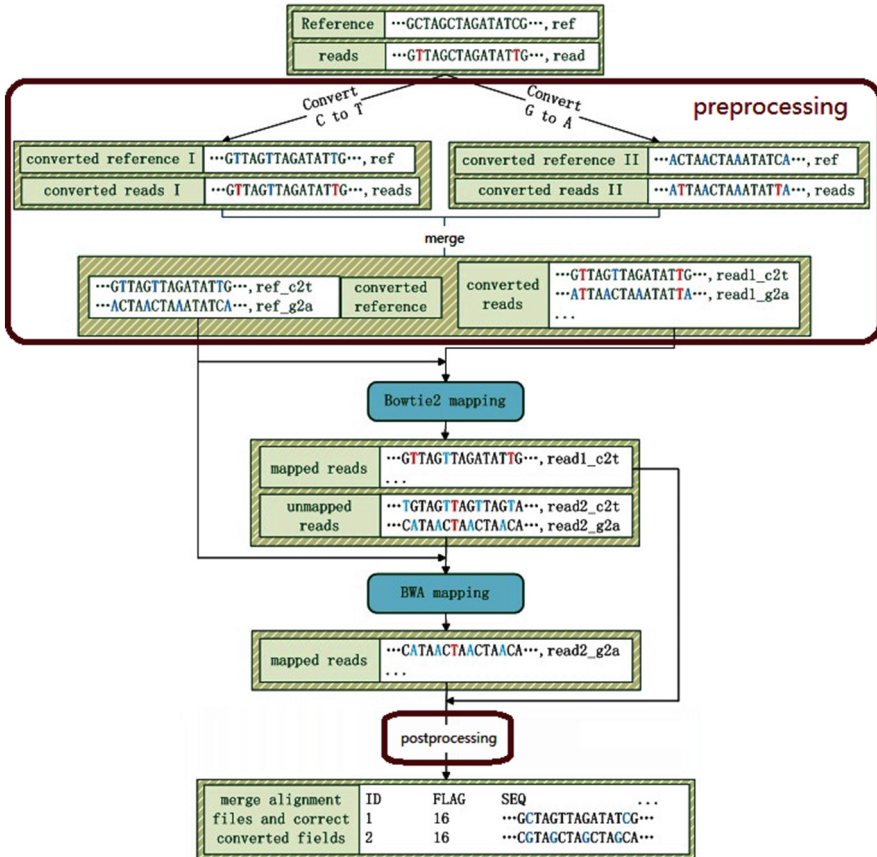 Reference ···GCTAGCTAGATATCG···, ref
reads ···GTTAGCTAGATATTG···, read
Convert
C to T
Convert
G to A
preprocessing
converted reference I ···GTTAGTTAGATATTG···, ref
converted reads I ···GTTAGTTAGATATTG···, reads
converted reference II ···ACTAACTAAATATCA···, ref
converted reads II ···ATTAACTAAATATTA···, reads
merge
···GTTAGTTAGATATTG···, ref_c2t
···ACTAACTAAATATCA···, ref_g2a
converted
reference
converted
reads
···GTTAGTTAGATATTG···, read1_c2t
···ATTAACTAAATATTA···, read1_g2a
...
Bowtie2 mapping
mapped reads
···GTTAGTTAGATATTG···, read1_c2t
...
unmapped
reads
···TGTAGTTAGTTAGTA···, read2_c2t
···CATAACTAACTAACA···, read2_g2a
BWA mapping
mapped reads
···CATAACTAACTAACA···, read2_g2a
...
postprocessing
merge alignment
files and correct
converted fields
ID FLAG SEQ ...
1 16 ···GCTAGTTAGATATCG···
2 16 ···CGTAGCTAGCTAGCA···